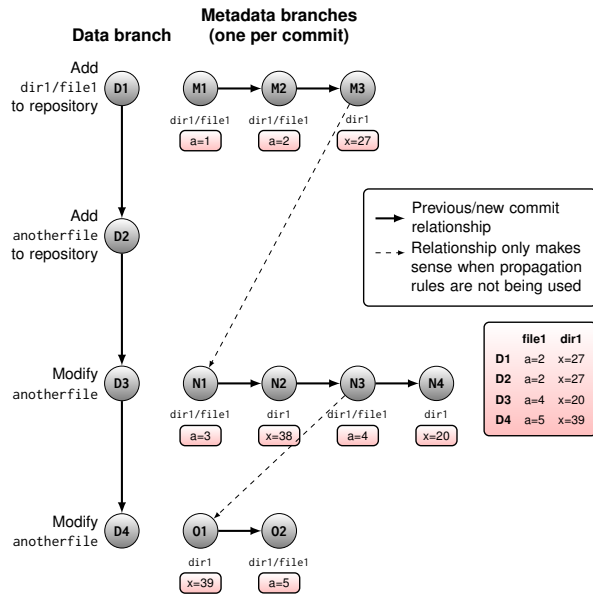 Metadata branches
Data branch (one per commit)
Add
dir1/file1
to repository
D1 M1 M2 M3
dir1/file1 dir1/file1 dir1
a=1 a=2 x=27
Add
anotherfile
to repository
D2
Previous/new commit
relationship
Relationship only makes
sense when propagation
rules are not being used
file1 dir1
D1 a=2 x=27
D2 a=2 x=27
D3 a=4 x=20
D4 a=5 x=39
Modify
anotherfile
D3 N1 N2 N3 N4
dir1/file1 dir1 dir1/file1 dir1
a=3 x=38 a=4 x=20
Modify
anotherfile
D4 O1 O2
dir1 dir1/file1
x=39 a=5